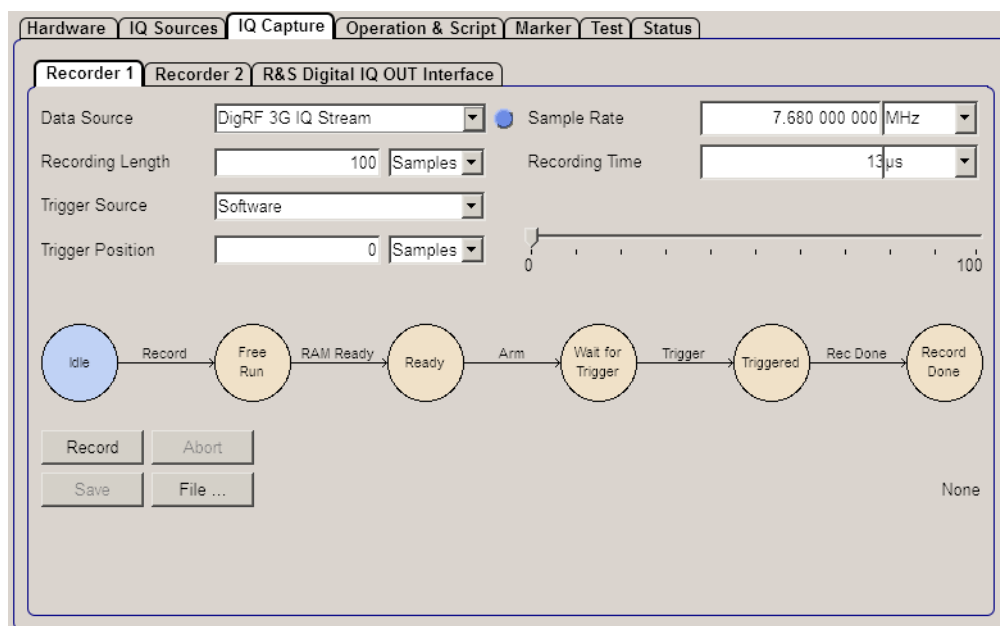 Hardware IQ Sources IQ Capture Operation & Script Marker Test Status
Recorder 1 Recorder 2 R&S Digital IQ OUT Interface
Data Source DigRF 3G IQ Stream Sample Rate 7.680 000 000 MHz
Recording Length 100 Samples Recording Time 13 µs
Trigger Source Software
Trigger Position 0 Samples
0 100
Idle Record Free Run RAM Ready Ready Arm Wait for Trigger Trigger Triggered Rec Done Record Done
Record Abort
Save File ... None